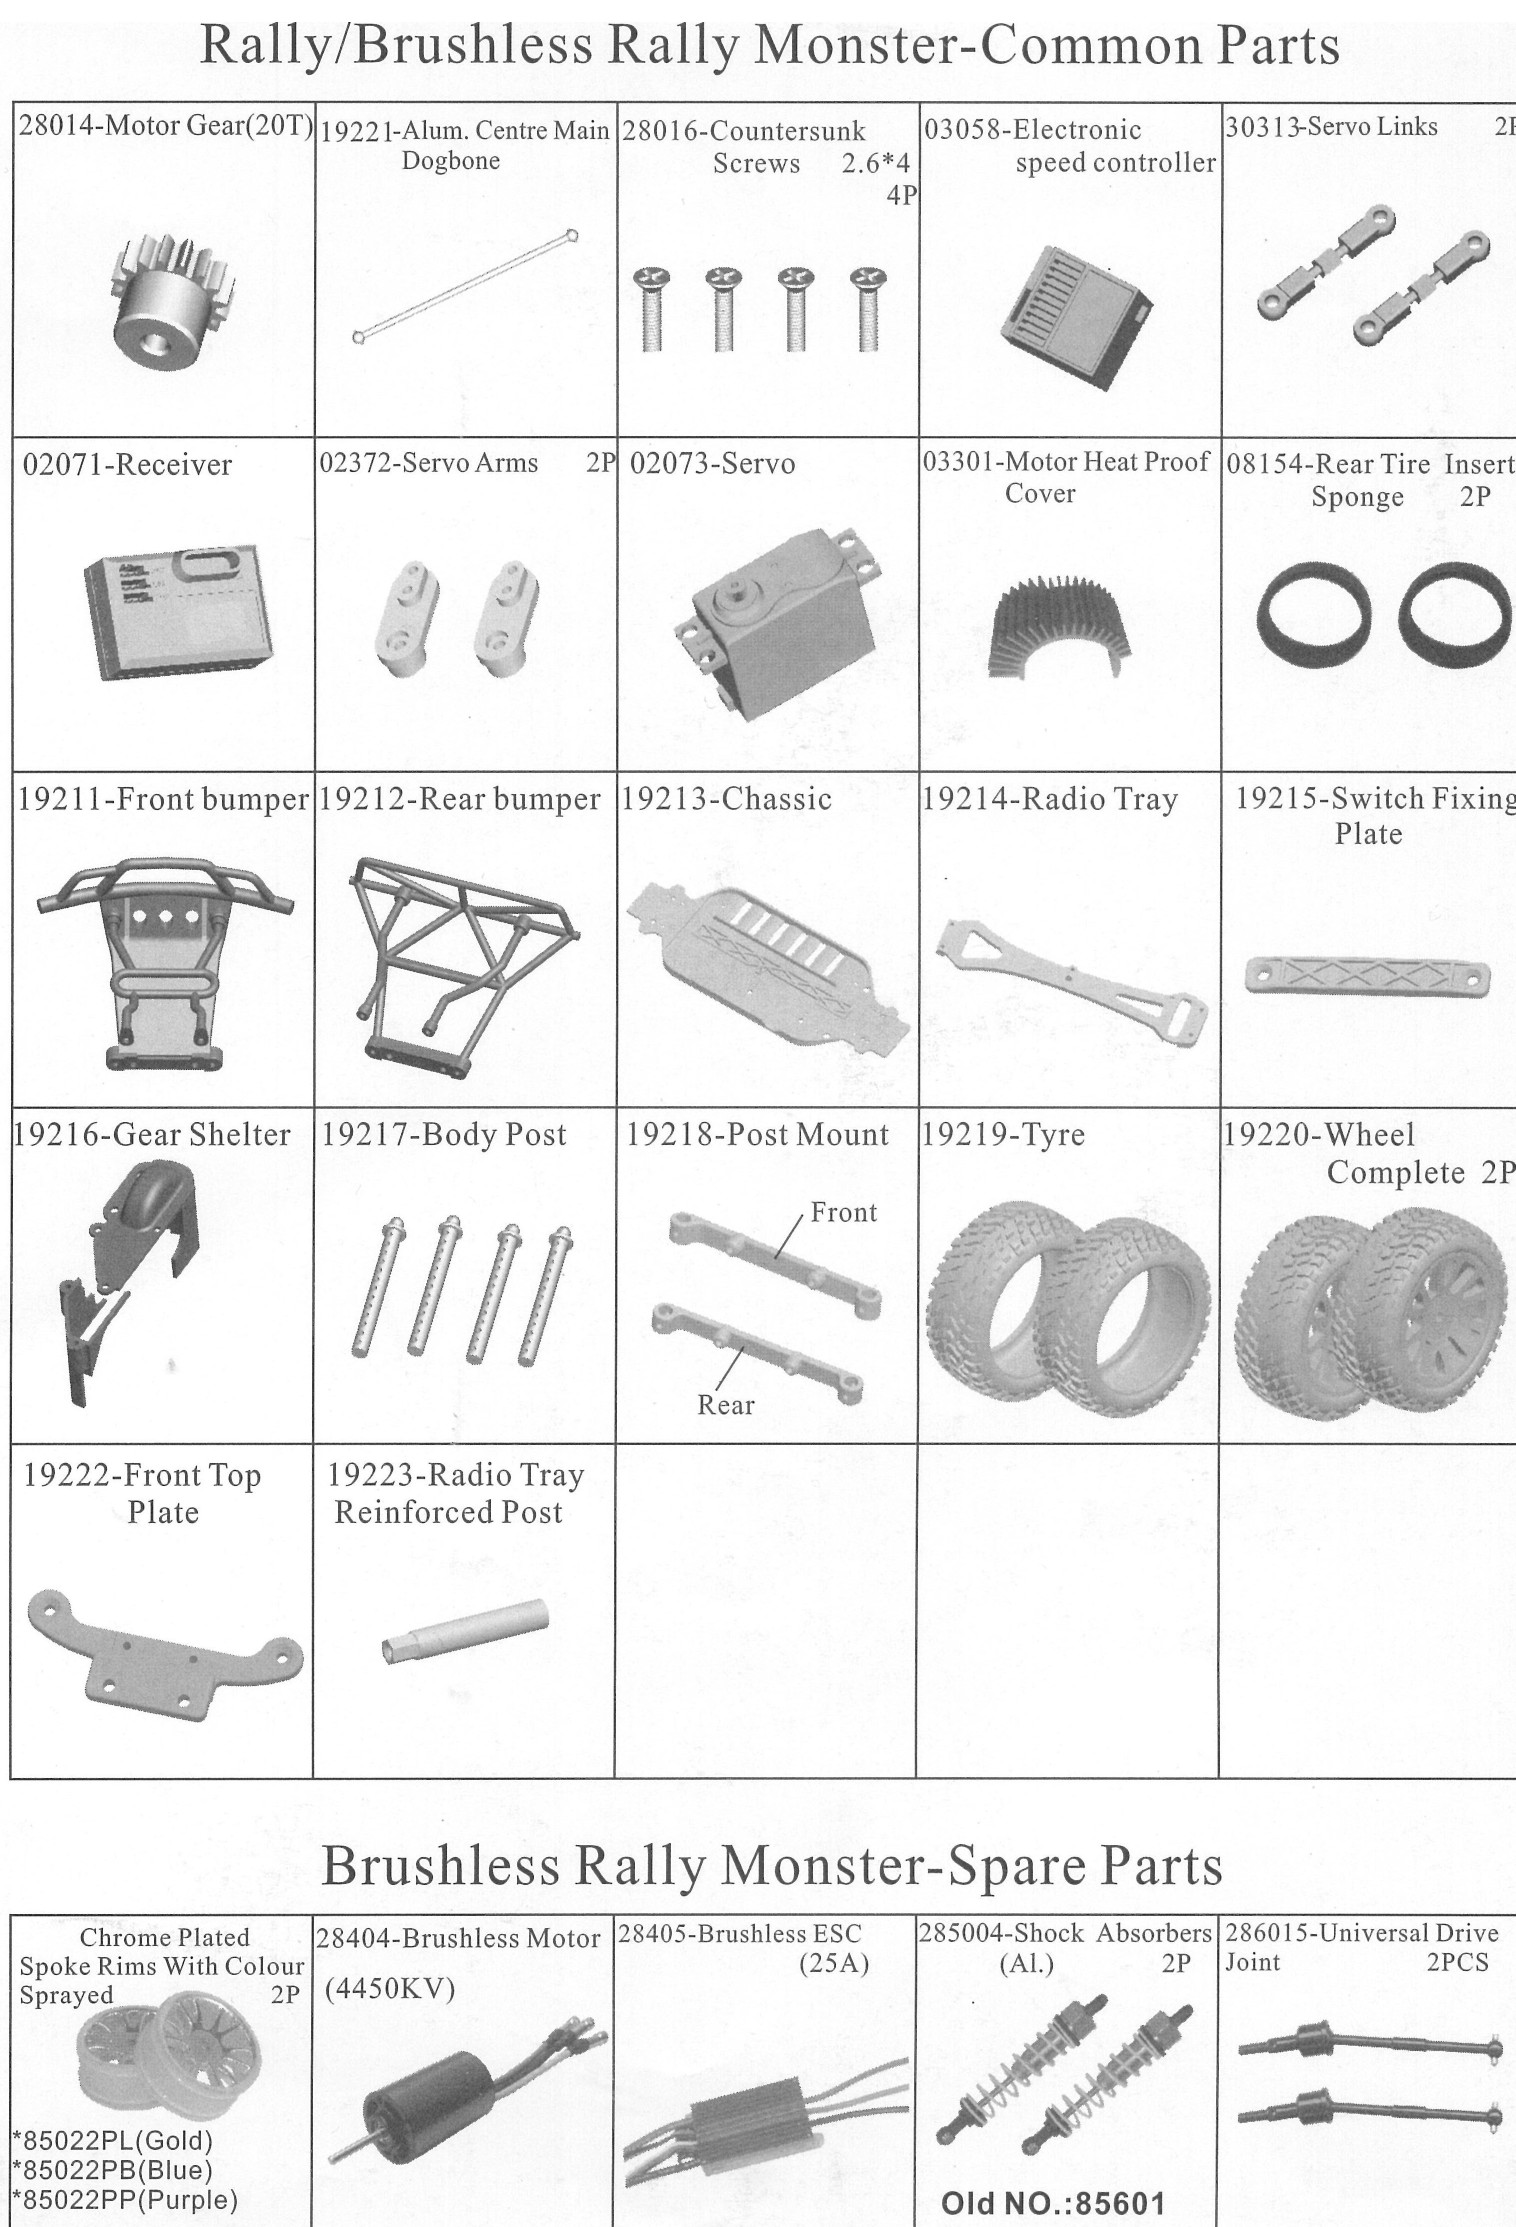 Rally/Brushless Rally Monster-Common Parts
28014-Motor Gear(20T)
19221-Alum. Centre Main
Dogbone
28016-Countersunk
Screws 2.6*4
4P
03058-Electronic
speed controller
30313-Servo Links 2P
02071-Receiver
02372-Servo Arms 2P
02073-Servo
03301-Motor Heat Proof
Cover
08154-Rear Tire Insert
Sponge 2P
19211-Front bumper
19212-Rear bumper
19213-Chassic
19214-Radio Tray
19215-Switch Fixing
Plate
19216-Gear Shelter
19217-Body Post
19218-Post Mount
Front
Rear
19219-Tyre
19220-Wheel
Complete 2P
19222-Front Top
Plate
19223-Radio Tray
Reinforced Post
Brushless Rally Monster-Spare Parts
Chrome Plated
Spoke Rims With Colour
Sprayed 2P
*85022PL(Gold)
*85022PB(Blue)
*85022PP(Purple)
28404-Brushless Motor
(4450KV)
28405-Brushless ESC
(25A)
285004-Shock Absorbers
(Al.) 2P
Old NO.:85601
286015-Universal Drive
Joint 2PCS